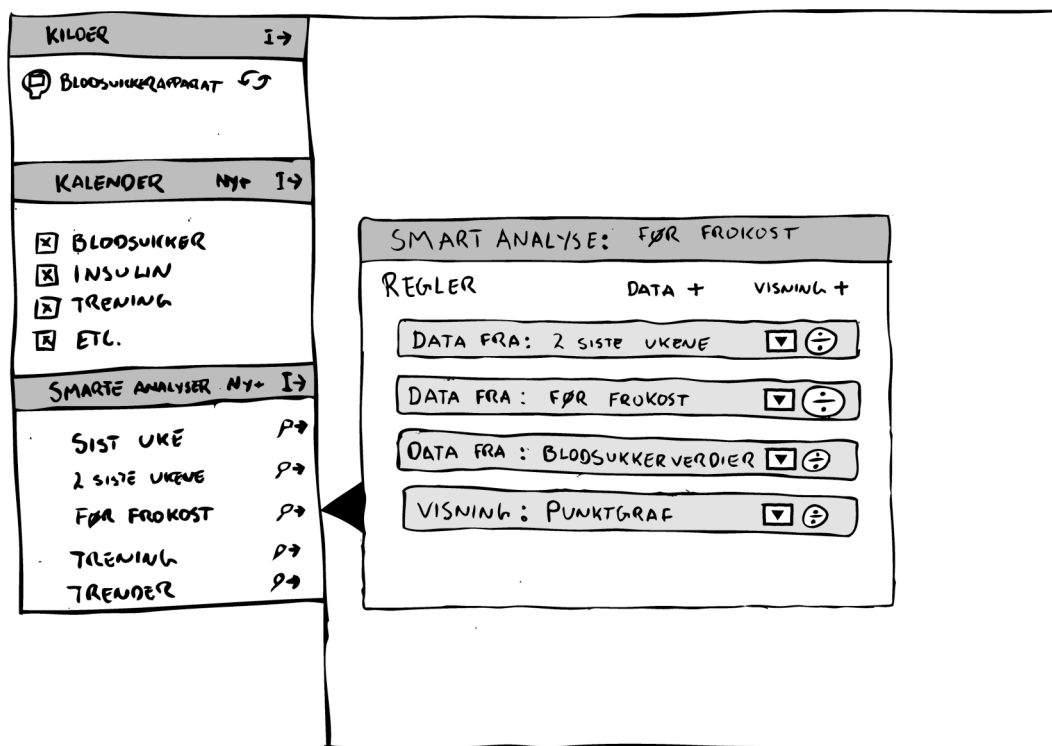 KILDER I→
BLODSUKKERAPPARAT
KALENDER NY+ I→
BLODSUKKER
INSULIN
TRENING
ETC.
SMARTE ANALYSER NY+ I→
SIST UKE
2 SISTE UKENE
FØR FROKOST
TRENING
TRENDER
SMART ANALYSE: FØR FROKOST
REGLER DATA + VISNING +
DATA FRA: 2 SISTE UKENE
DATA FRA: FØR FROKOST
DATA FRA: BLODSUKKERVERDIER
VISNING: PUNKTGRAF